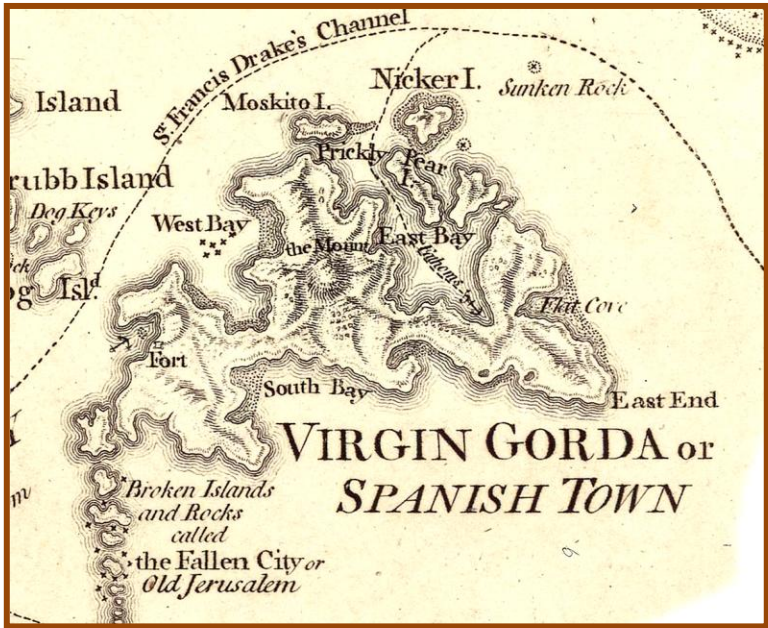 Sr. Francis Drake's Channel
Nicker I.
Sunken Rock
Island
Moskito I.
Prickly Pear
I.
rubb Island
Dog Keys
West Bay
the Mount
East Bay
og Isld.
Flat Cove
Fort
South Bay
East End
VIRGIN GORDA or
SPANISH TOWN
Broken Islands
and Rocks
called
the Fallen City or
Old Jerusalem